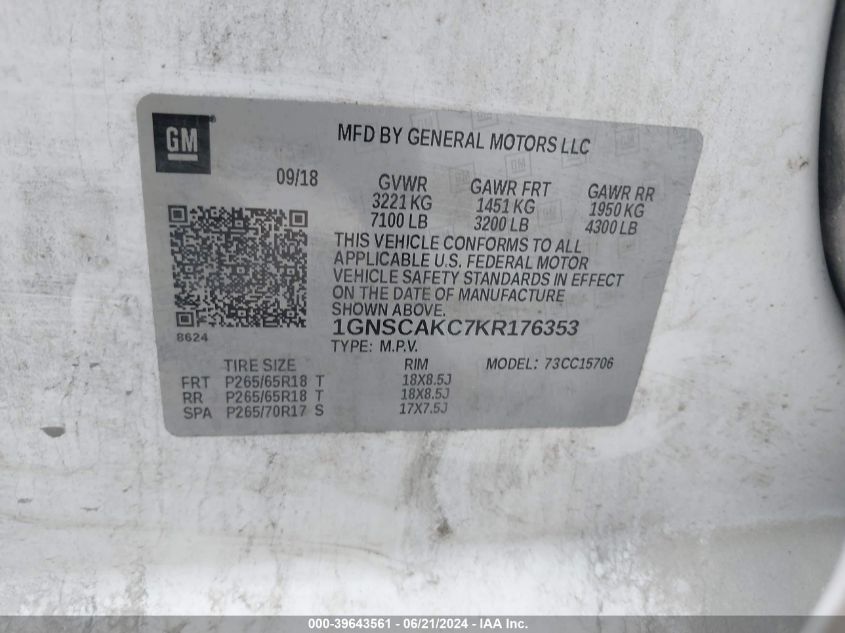 GM
MFD BY GENERAL MOTORS LLC
09/18
GVWR GAWR FRT GAWR RR
3221 KG 1451 KG 1950 KG
7100 LB 3200 LB 4300 LB
THIS VEHICLE CONFORMS TO ALL
APPLICABLE U.S. FEDERAL MOTOR
VEHICLE SAFETY STANDARDS IN EFFECT
ON THE DATE OF MANUFACTURE
SHOWN ABOVE.
8624
1GNSCAKC7KR176353
TYPE: M.P.V. MODEL: 73CC15706
TIRE SIZE RIM
FRT P265/65R18 T 18X8.5J
RR P265/65R18 T 18X8.5J
SPA P265/70R17 S 17X7.5J
000-39643561 - 06/21/2024 - IAA, Inc.